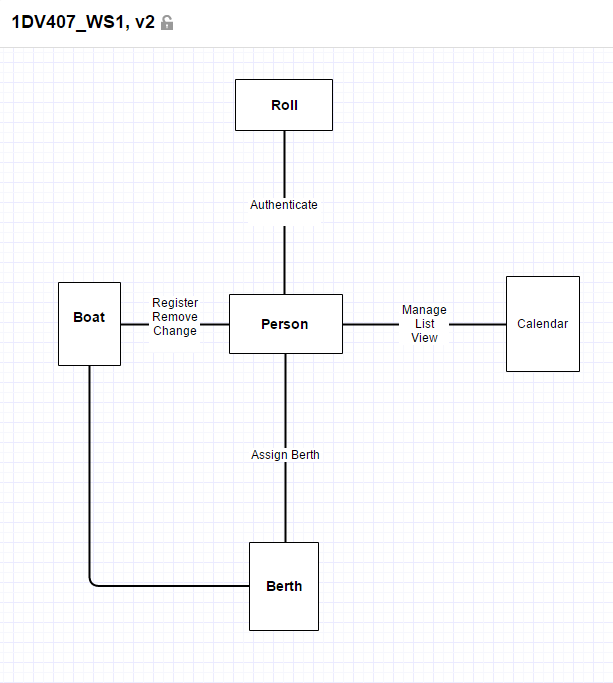 1DV407_WS1, v2
Roll
Authenticate
Boat
Register
Remove
Change
Person
Manage
List
View
Calendar
Assign Berth
Berth